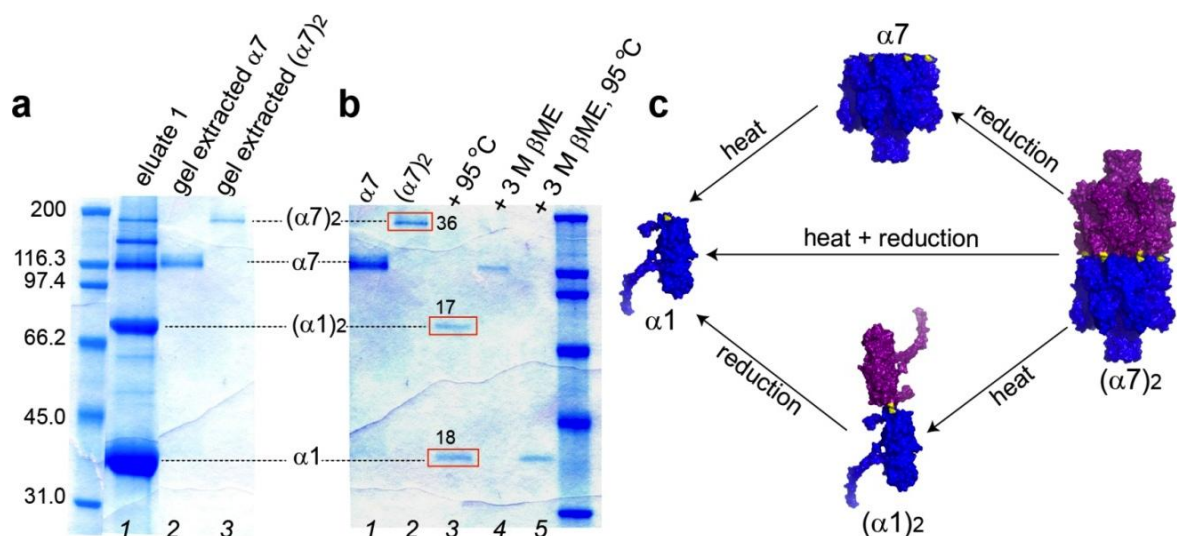 a
eluate 1
gel extracted α7
gel extracted (α7)2
200
116.3
97.4
66.2
45.0
31.0
1 2 3
(α7)2
α7
(α1)2
α1
b
α7
(α7)2
+ 95 ºC
+ 3 M βME
+ 3 M βME, 95 ºC
36
17
18
1 2 3 4 5
c
α7
heat
reduction
heat + reduction
α1
reduction
heat
(α7)2
(α1)2